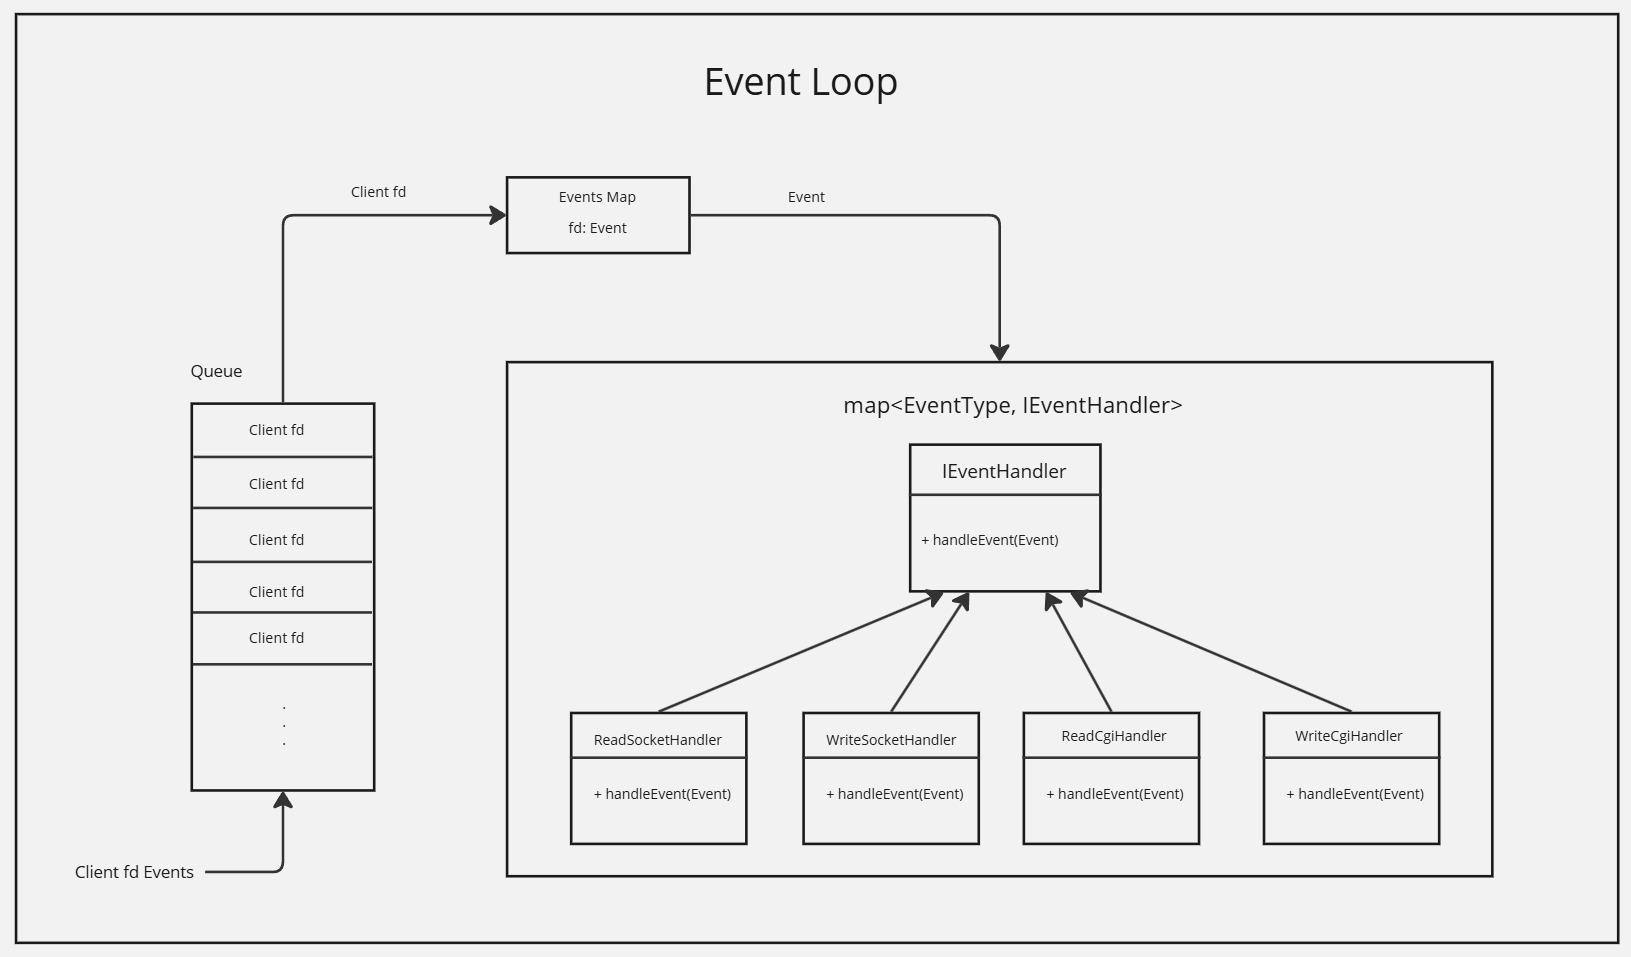 Event Loop
Client fd
Events Map
fd: Event
Event
Queue
Client fd
Client fd
Client fd
Client fd
Client fd
.
.
.
Client fd Events
map<EventType, IEventHandler>
IEventHandler
+ handleEvent(Event)
ReadSocketHandler
+ handleEvent(Event)
WriteSocketHandler
+ handleEvent(Event)
ReadCgiHandler
+ handleEvent(Event)
WriteCgiHandler
+ handleEvent(Event)